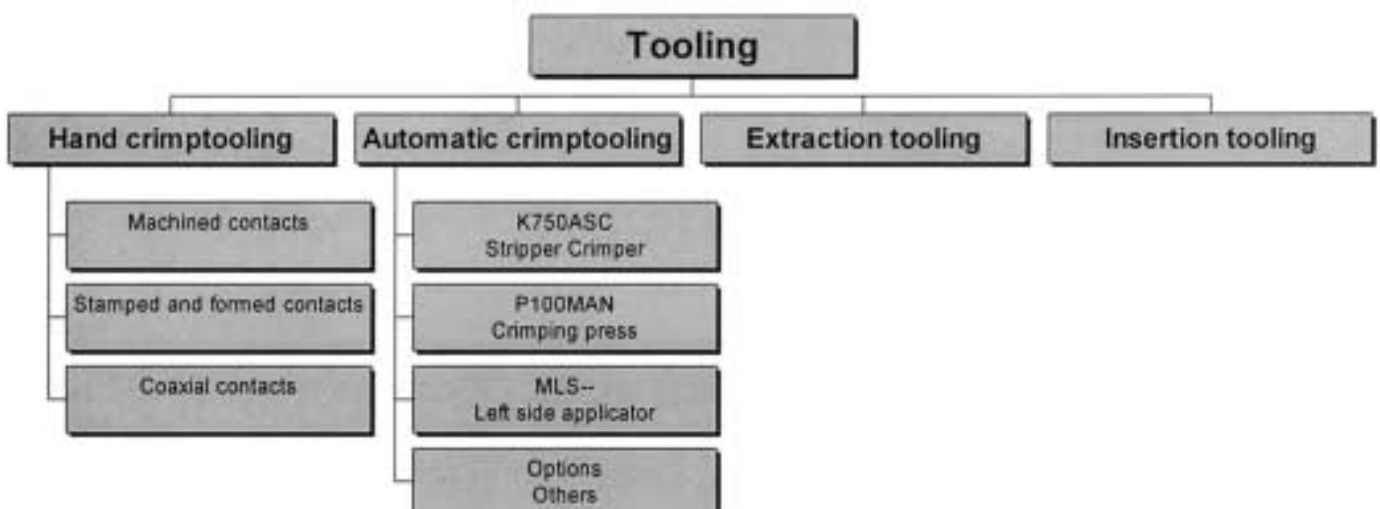 Tooling
Hand crimptooling
Automatic crimptooling
Extraction tooling
Insertion tooling
Machined contacts
Stamped and formed contacts
Coaxial contacts
K750ASC
Stripper Crimper
P100MAN
Crimping press
MLS--
Left side applicator
Options
Others